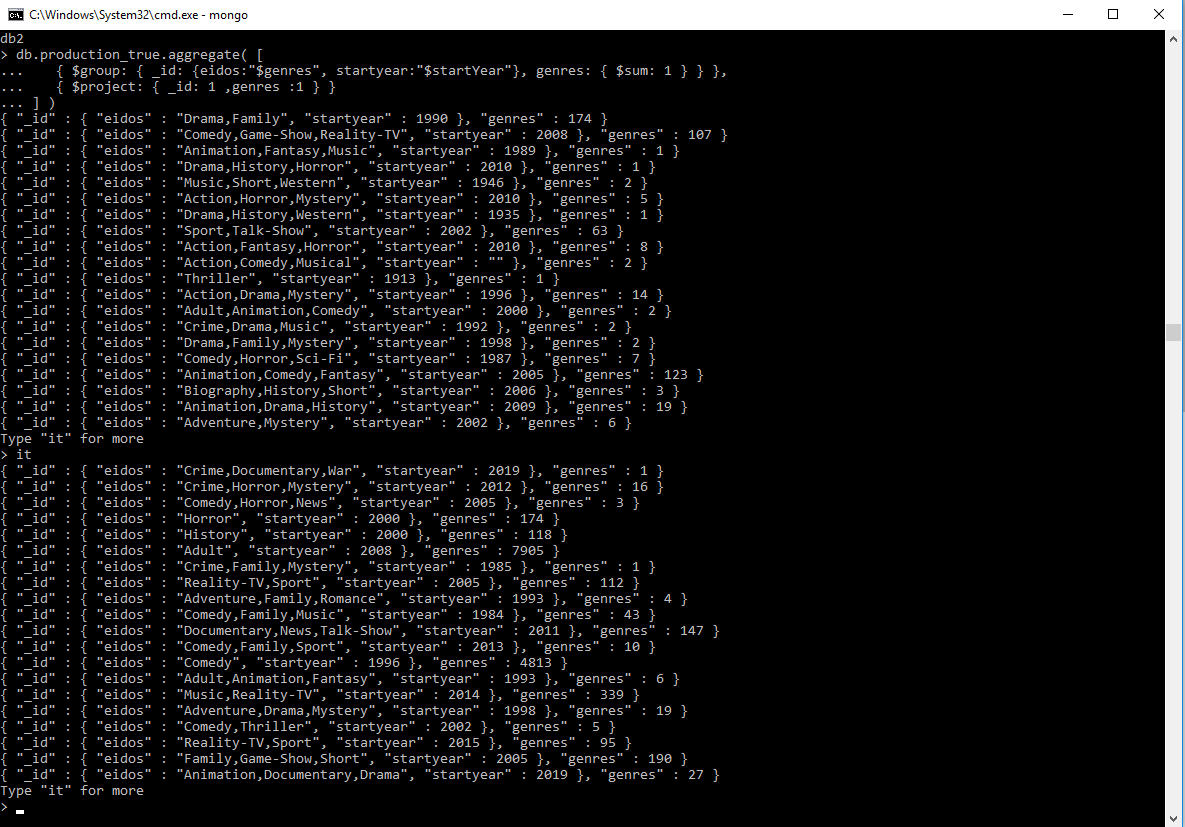 C:\Windows\System32\cmd.exe - mongo
db2
> db.production_true.aggregate( [
...    { $group: { _id: {eidos:"$genres", startyear:"$startYear"}, genres: { $sum: 1 } } },
...    { $project: { _id: 1 ,genres :1 } }
... ] )
{ "_id" : { "eidos" : "Drama,Family", "startyear" : 1990 }, "genres" : 174 }
{ "_id" : { "eidos" : "Comedy,Game-Show,Reality-TV", "startyear" : 2008 }, "genres" : 107 }
{ "_id" : { "eidos" : "Animation,Fantasy,Music", "startyear" : 1989 }, "genres" : 1 }
{ "_id" : { "eidos" : "Drama,History,Horror", "startyear" : 2010 }, "genres" : 1 }
{ "_id" : { "eidos" : "Music,Short,Western", "startyear" : 1946 }, "genres" : 2 }
{ "_id" : { "eidos" : "Action,Horror,Mystery", "startyear" : 2010 }, "genres" : 5 }
{ "_id" : { "eidos" : "Drama,History,Western", "startyear" : 1935 }, "genres" : 1 }
{ "_id" : { "eidos" : "Sport,Talk-Show", "startyear" : 2002 }, "genres" : 63 }
{ "_id" : { "eidos" : "Action,Fantasy,Horror", "startyear" : 2010 }, "genres" : 8 }
{ "_id" : { "eidos" : "Action,Comedy,Musical", "startyear" : "" }, "genres" : 2 }
{ "_id" : { "eidos" : "Thriller", "startyear" : 1913 }, "genres" : 1 }
{ "_id" : { "eidos" : "Action,Drama,Mystery", "startyear" : 1996 }, "genres" : 14 }
{ "_id" : { "eidos" : "Adult,Animation,Comedy", "startyear" : 2000 }, "genres" : 2 }
{ "_id" : { "eidos" : "Crime,Drama,Music", "startyear" : 1992 }, "genres" : 2 }
{ "_id" : { "eidos" : "Drama,Family,Mystery", "startyear" : 1998 }, "genres" : 2 }
{ "_id" : { "eidos" : "Comedy,Horror,Sci-Fi", "startyear" : 1987 }, "genres" : 7 }
{ "_id" : { "eidos" : "Animation,Comedy,Fantasy", "startyear" : 2005 }, "genres" : 123 }
{ "_id" : { "eidos" : "Biography,History,Short", "startyear" : 2006 }, "genres" : 3 }
{ "_id" : { "eidos" : "Animation,Drama,History", "startyear" : 2009 }, "genres" : 19 }
{ "_id" : { "eidos" : "Adventure,Mystery", "startyear" : 2002 }, "genres" : 6 }
Type "it" for more
> it
{ "_id" : { "eidos" : "Crime,Documentary,War", "startyear" : 2019 }, "genres" : 1 }
{ "_id" : { "eidos" : "Crime,Horror,Mystery", "startyear" : 2012 }, "genres" : 16 }
{ "_id" : { "eidos" : "Comedy,Horror,News", "startyear" : 2005 }, "genres" : 3 }
{ "_id" : { "eidos" : "Horror", "startyear" : 2000 }, "genres" : 174 }
{ "_id" : { "eidos" : "History", "startyear" : 2000 }, "genres" : 118 }
{ "_id" : { "eidos" : "Adult", "startyear" : 2008 }, "genres" : 7905 }
{ "_id" : { "eidos" : "Crime,Family,Mystery", "startyear" : 1985 }, "genres" : 1 }
{ "_id" : { "eidos" : "Reality-TV,Sport", "startyear" : 2005 }, "genres" : 112 }
{ "_id" : { "eidos" : "Adventure,Family,Romance", "startyear" : 1993 }, "genres" : 4 }
{ "_id" : { "eidos" : "Comedy,Family,Music", "startyear" : 1984 }, "genres" : 43 }
{ "_id" : { "eidos" : "Documentary,News,Talk-Show", "startyear" : 2011 }, "genres" : 147 }
{ "_id" : { "eidos" : "Comedy,Family,Sport", "startyear" : 2013 }, "genres" : 10 }
{ "_id" : { "eidos" : "Comedy", "startyear" : 1996 }, "genres" : 4813 }
{ "_id" : { "eidos" : "Adult,Animation,Fantasy", "startyear" : 1993 }, "genres" : 6 }
{ "_id" : { "eidos" : "Music,Reality-TV", "startyear" : 2014 }, "genres" : 339 }
{ "_id" : { "eidos" : "Adventure,Drama,Mystery", "startyear" : 1998 }, "genres" : 19 }
{ "_id" : { "eidos" : "Comedy,Thriller", "startyear" : 2002 }, "genres" : 5 }
{ "_id" : { "eidos" : "Reality-TV,Sport", "startyear" : 2015 }, "genres" : 95 }
{ "_id" : { "eidos" : "Family,Game-Show,Short", "startyear" : 2005 }, "genres" : 190 }
{ "_id" : { "eidos" : "Animation,Documentary,Drama", "startyear" : 2019 }, "genres" : 27 }
Type "it" for more
>